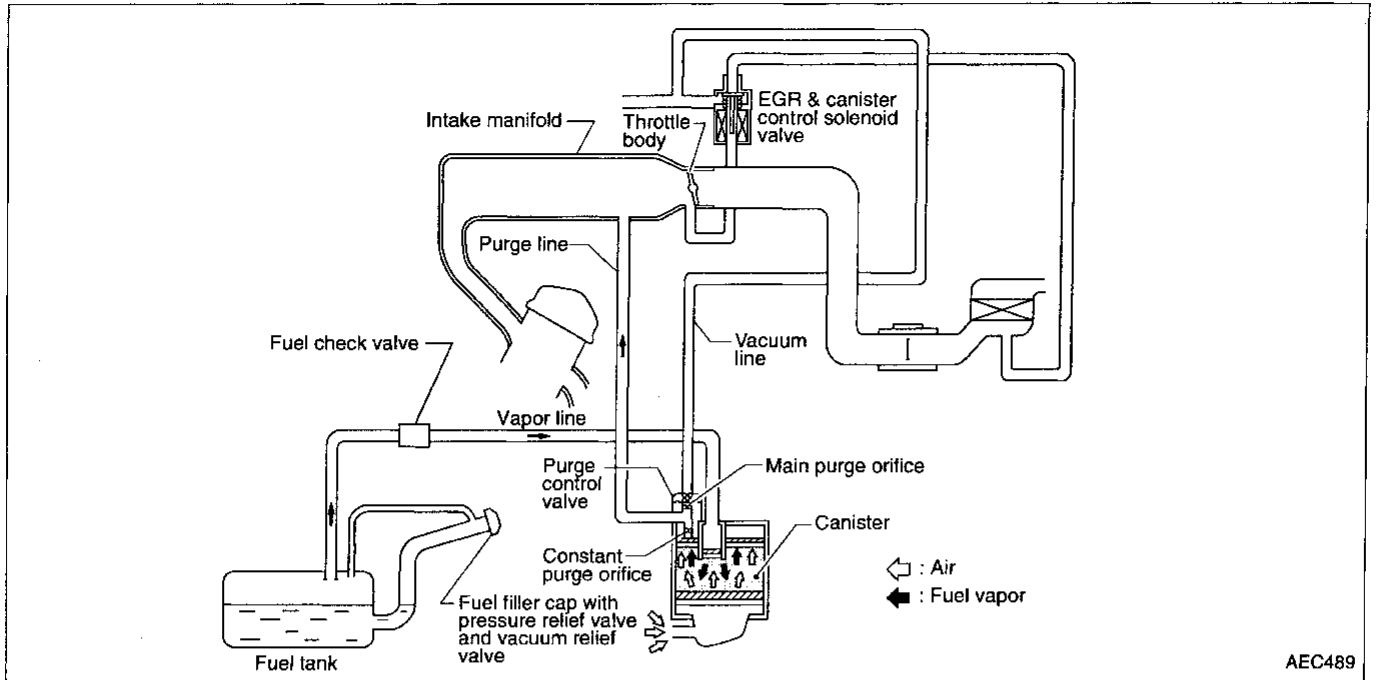 EGR & canister
control solenoid
valve
Intake manifold
Throttle
body
Purge line
Fuel check valve
Vacuum
line
Vapor line
Purge
control
valve
Main purge orifice
Canister
Constant
purge orifice
: Air
: Fuel vapor
Fuel filler cap with
pressure relief valve
and vacuum relief
valve
Fuel tank
AEC489